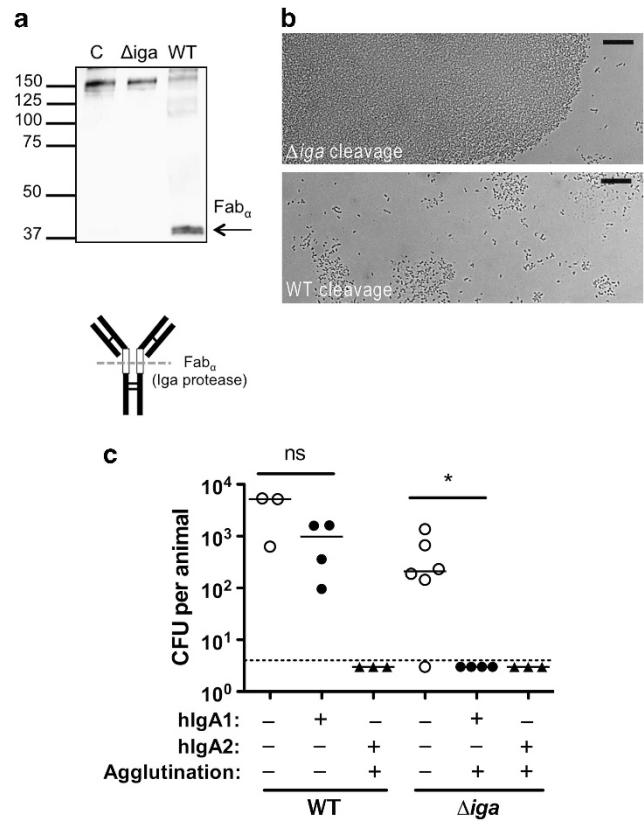 a
C Δiga WT
150
125
100
75
50
37
Fabα
Fabα
(Iga protease)
b
Δiga cleavage
WT cleavage
c
ns
*
CFU per animal
10⁴
10³
10²
10¹
10⁰
hIgA1: – + – – + –
hIgA2: – – + – – +
Agglutination: – – + – + +
WT Δiga